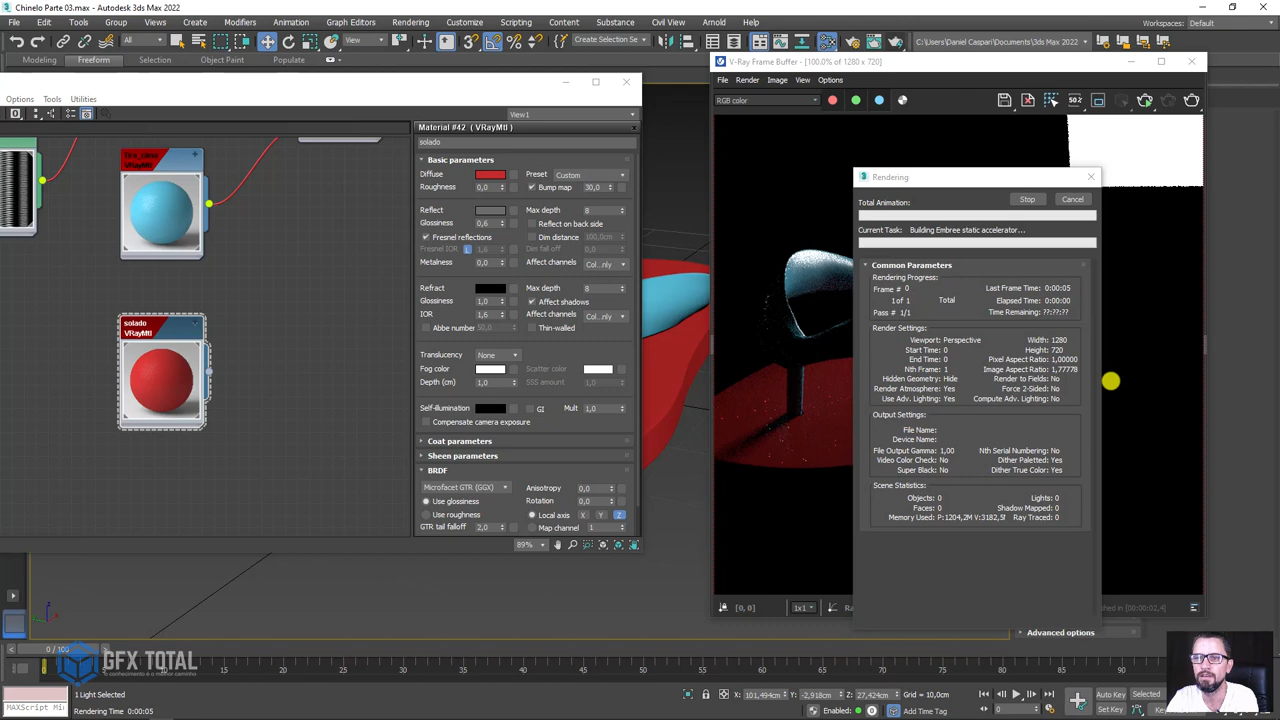 Chinelo Parte 03.max - Autodesk 3ds Max 2022
File Edit Tools Group Views Create Modifiers Animation Graph Editors Rendering Customize Scripting Content Substance Civil View Arnold Help
Workspaces: Default
All View Create Selection Se C:\Users\Daniel Caspari\Documents\3ds Max 2022
Modeling Freeform Selection Object Paint Populate
Options Tools Utilities
View1
Material #42 ( VRayMtl )
solado
Basic parameters
Diffuse Preset Custom
Roughness 0,0 Bump map 30,0
Reflect Max depth 8
Glossiness 0,6 Reflect on back side
Fresnel reflections Dim distance 100,0cm
Fresnel IOR L 1,6 Dim fall off 0,0
Metalness 0,0 Affect channels Col...nly
Refract Max depth 8
Glossiness 1,0 Affect shadows
IOR 1,6 Affect channels Col...nly
Abbe number 50,0 Thin-walled
Translucency None
Fog color Scatter color
Depth (cm) 1,0 SSS amount 1,0
Self-illumination GI Mult 1,0
Compensate camera exposure
Coat parameters
Sheen parameters
BRDF
Microfacet GTR (GGX) Anisotropy 0,0
Use glossiness Rotation 0,0
Use roughness Local axis X Y Z
GTR tail falloff 2,0 Map channel 1
89%
VRayMtl
solado
VRayMtl
V-Ray Frame Buffer - [100.0% of 1280 x 720]
File Render Image View Options
RGB color
50%
Rendering
Total Animation: Stop Cancel
Current Task: Building Embree static accelerator...
Common Parameters
Rendering Progress:
Frame # 0 Last Frame Time: 0:00:05
1 of 1 Total Elapsed Time: 0:00:00
Pass # 1/1 Time Remaining: ??:??:??
Render Settings:
Viewport: Perspective Width: 1280
Start Time: 0 Height: 720
End Time: 0 Pixel Aspect Ratio: 1,00000
Nth Frame: 1 Image Aspect Ratio: 1,77778
Hidden Geometry: Hide Render to Fields: No
Render Atmosphere: Yes Force 2-Sided: No
Use Adv. Lighting: Yes Compute Adv. Lighting: No
Output Settings:
File Name:
Device Name:
File Output Gamma: 1,00 Nth Serial Numbering: No
Video Color Check: No Dither Paletted: Yes
Super Black: No Dither True Color: Yes
Scene Statistics:
Objects: 0 Lights: 0
Faces: 0 Shadow Mapped: 0
Memory Used: P:1204,2M V:3182,5M Ray Traced: 0
[0, 0] 1x1 Ra
hed in [00:00:02,4]
Advanced options
0 / 100
GFX TOTAL
o conhecimento é o melhor caminho
15 20 25 30 35 40 45 50 55 60 65 70 75 80 85 90
1 Light Selected
MAXScript Mi
Rendering Time 0:00:05
X: 101,494cm Y: -2,918cm Z: 27,424cm Grid = 10,0cm
Enabled: Add Time Tag
Auto Key Selected
Set Key
0